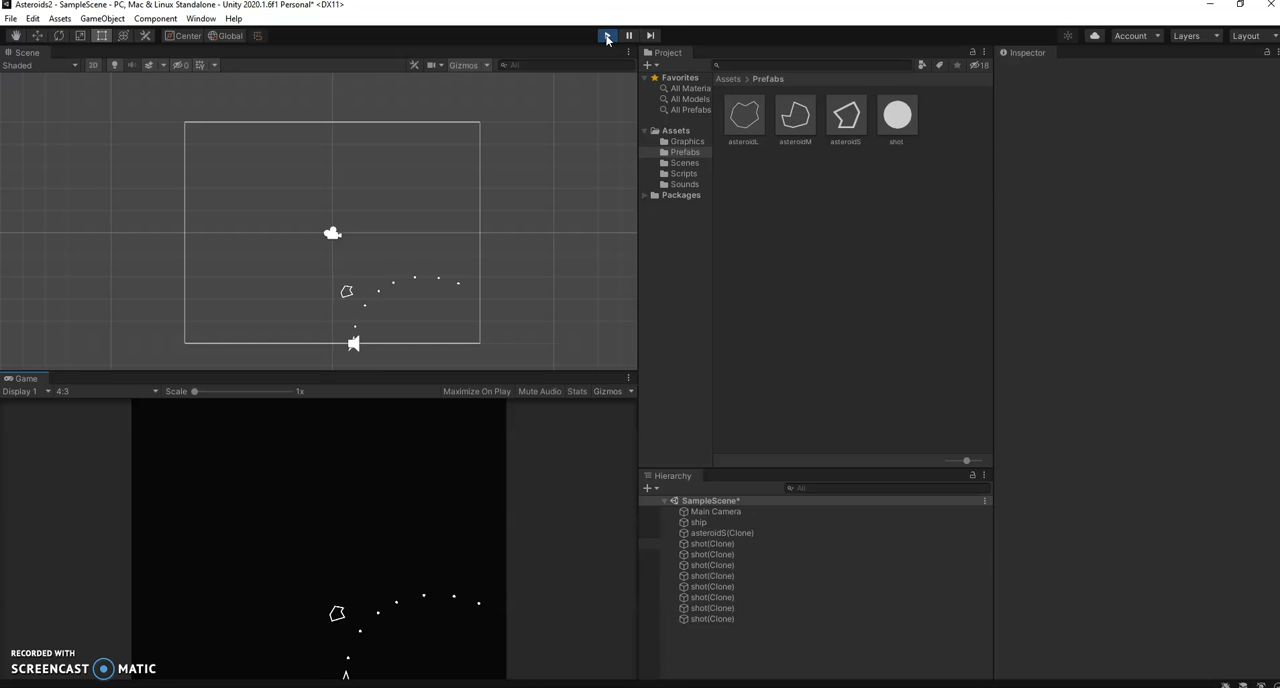 Asteroids2 - SampleScene - PC, Mac & Linux Standalone - Unity 2020.1.6f1 Personal* <DX11>
File Edit Assets GameObject Component Window Help
Center Global Account Layers Layout
Scene
Shaded 2D 0 Gizmos All
Project
18
Favorites
All Materia
All Models
All Prefabs
Assets
Graphics
Prefabs
Scenes
Scripts
Sounds
Packages
Assets > Prefabs
asteroidL asteroidM asteroidS shot
Inspector
Game
Display 1 4:3 Scale 1x Maximize On Play Mute Audio Stats Gizmos
Hierarchy
All
SampleScene*
Main Camera
ship
asteroidS(Clone)
shot(Clone)
shot(Clone)
shot(Clone)
shot(Clone)
shot(Clone)
shot(Clone)
shot(Clone)
shot(Clone)
RECORDED WITH
SCREENCAST MATIC